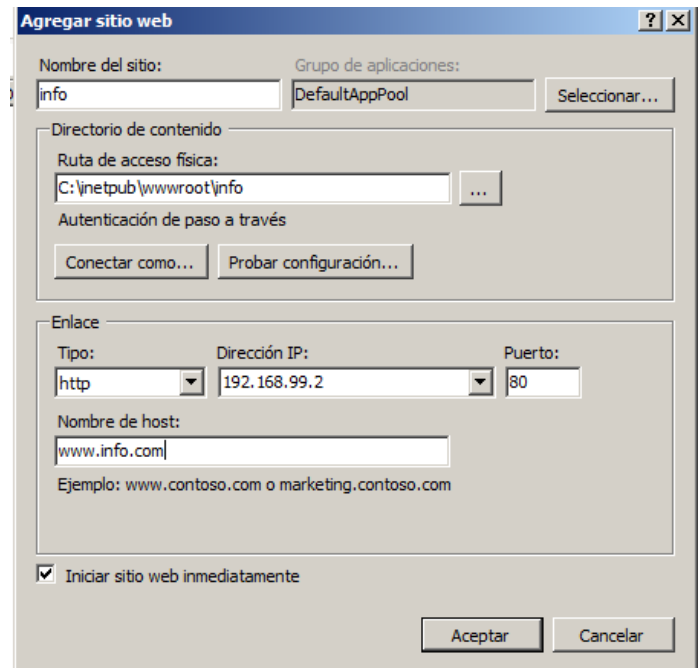 Agregar sitio web
Nombre del sitio: Grupo de aplicaciones:
info DefaultAppPool Seleccionar...
Directorio de contenido
Ruta de acceso física:
C:\inetpub\wwwroot\info ...
Autenticación de paso a través
Conectar como... Probar configuración...
Enlace
Tipo: Dirección IP: Puerto:
http 192.168.99.2 80
Nombre de host:
www.info.com
Ejemplo: www.contoso.com o marketing.contoso.com
Iniciar sitio web inmediatamente
Aceptar Cancelar